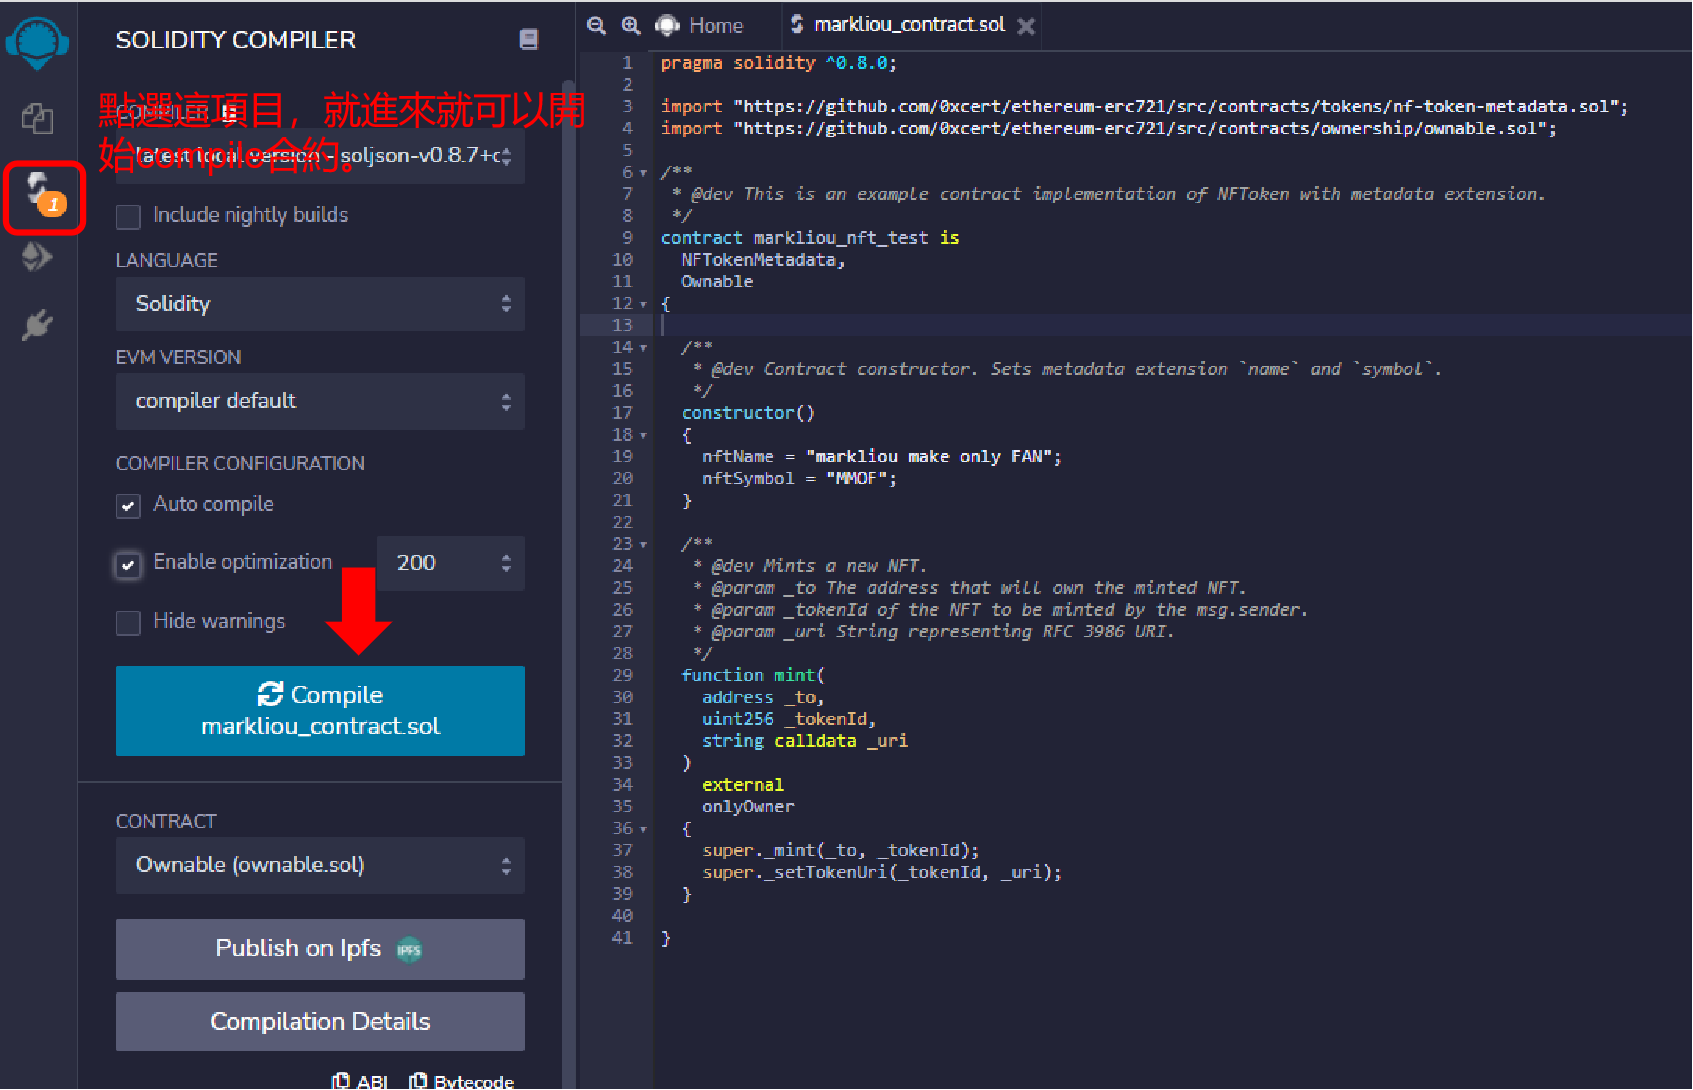 SOLIDITY COMPILER
COMPILER
點選這項目，就進來就可以開
始compile合約。
latest local version - soljson-v0.8.7+c
1
Include nightly builds
LANGUAGE
Solidity
EVM VERSION
compiler default
COMPILER CONFIGURATION
Auto compile
Enable optimization
200
Hide warnings
Compile
markliou_contract.sol
CONTRACT
Ownable (ownable.sol)
Publish on Ipfs
IPFS
Compilation Details
ABI Bytecode
Home
markliou_contract.sol
1 pragma solidity ^0.8.0;
2
3 import "https://github.com/0xcert/ethereum-erc721/src/contracts/tokens/nf-token-metadata.sol";
4 import "https://github.com/0xcert/ethereum-erc721/src/contracts/ownership/ownable.sol";
5
6 /**
7 * @dev This is an example contract implementation of NFToken with metadata extension.
8 */
9 contract markliou_nft_test is
10 NFTokenMetadata,
11 Ownable
12 {
13
14 /**
15 * @dev Contract constructor. Sets metadata extension `name` and `symbol`.
16 */
17 constructor()
18 {
19 nftName = "markliou make only FAN";
20 nftSymbol = "MMOF";
21 }
22
23 /**
24 * @dev Mints a new NFT.
25 * @param _to The address that will own the minted NFT.
26 * @param _tokenId of the NFT to be minted by the msg.sender.
27 * @param _uri String representing RFC 3986 URI.
28 */
29 function mint(
30 address _to,
31 uint256 _tokenId,
32 string calldata _uri
33 )
34 external
35 onlyOwner
36 {
37 super._mint(_to, _tokenId);
38 super._setTokenUri(_tokenId, _uri);
39 }
40
41 }